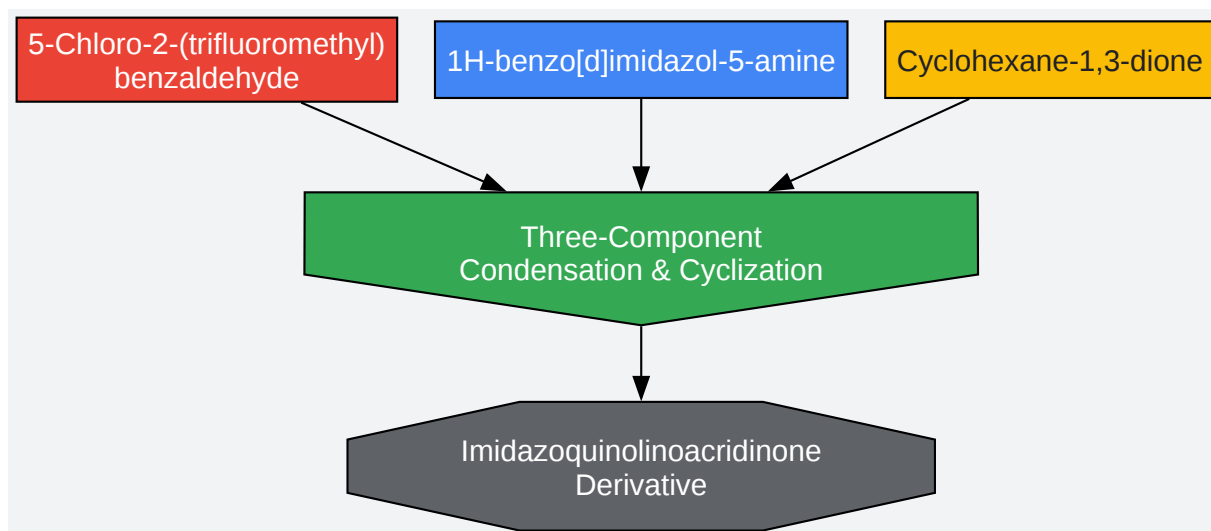 5-Chloro-2-(trifluoromethyl)
benzaldehyde
1H-benzo[d]imidazol-5-amine
Cyclohexane-1,3-dione
Three-Component
Condensation & Cyclization
Imidazoquinolinoacridinone
Derivative